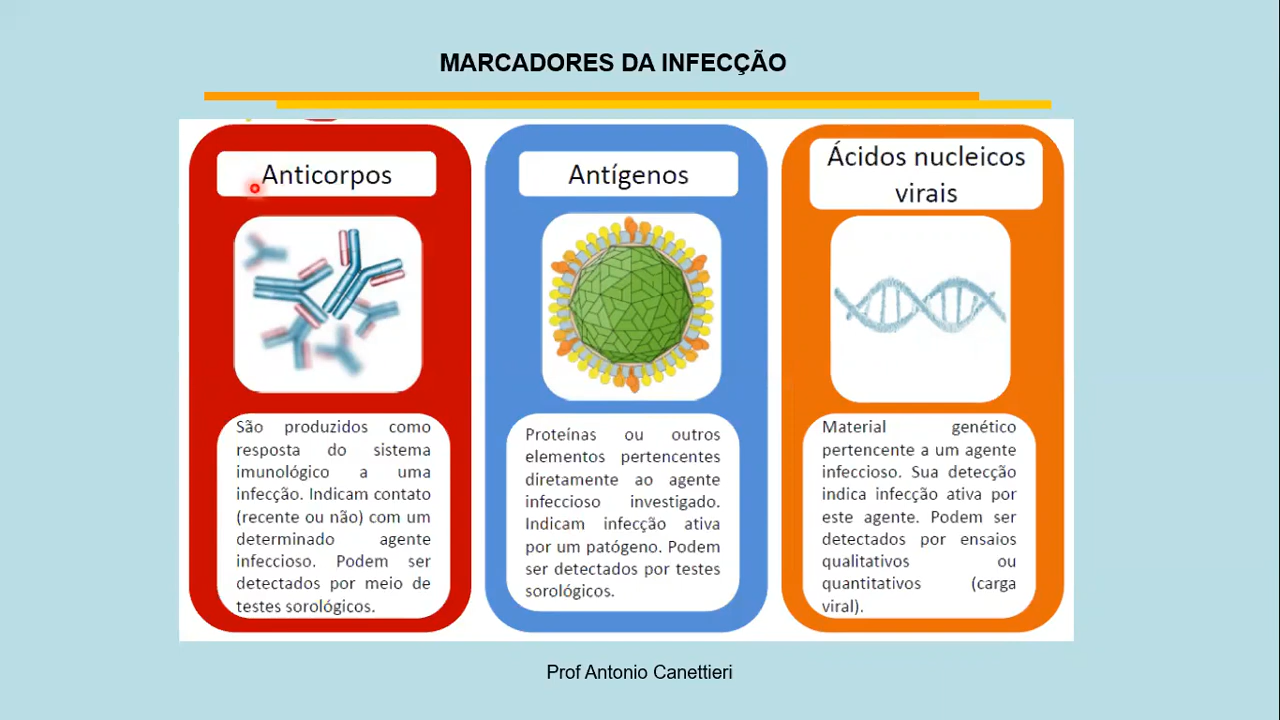 MARCADORES DA INFECÇÃO
Anticorpos
São produzidos como
resposta do sistema
imunológico a uma
infecção. Indicam contato
(recente ou não) com um
determinado agente
infeccioso. Podem ser
detectados por meio de
testes sorológicos.
Antígenos
Proteínas ou outros
elementos pertencentes
diretamente ao agente
infeccioso investigado.
Indicam infecção ativa
por um patógeno. Podem
ser detectados por testes
sorológicos.
Ácidos nucleicos
virais
Material genético
pertencente a um agente
infeccioso. Sua detecção
indica infecção ativa por
este agente. Podem ser
detectados por ensaios
qualitativos ou
quantitativos (carga
viral).
Prof Antonio Canettieri